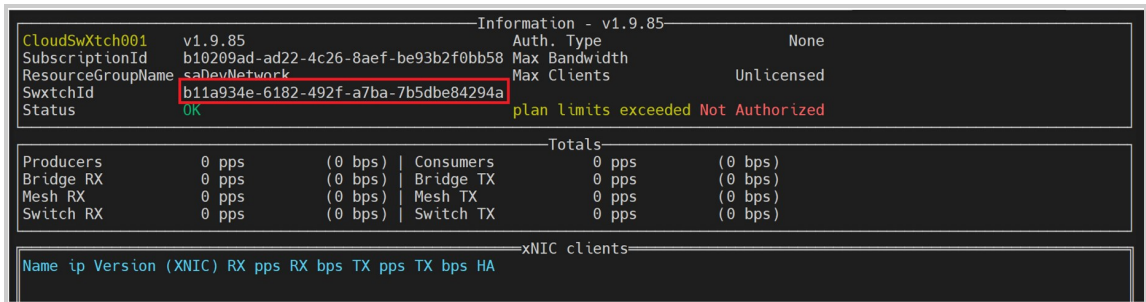 Information - v1.9.85
CloudSwXtch001 v1.9.85 Auth. Type None
SubscriptionId b10209ad-ad22-4c26-8aef-be93b2f0bb58 Max Bandwidth
ResourceGroupName saDevNetwork Max Clients Unlicensed
SwxtchId b11a934e-6182-492f-a7ba-7b5dbe84294a
Status OK plan limits exceeded Not Authorized
Totals
Producers 0 pps (0 bps) | Consumers 0 pps (0 bps)
Bridge RX 0 pps (0 bps) | Bridge TX 0 pps (0 bps)
Mesh RX 0 pps (0 bps) | Mesh TX 0 pps (0 bps)
Switch RX 0 pps (0 bps) | Switch TX 0 pps (0 bps)
xNIC clients
Name ip Version (XNIC) RX pps RX bps TX pps TX bps HA